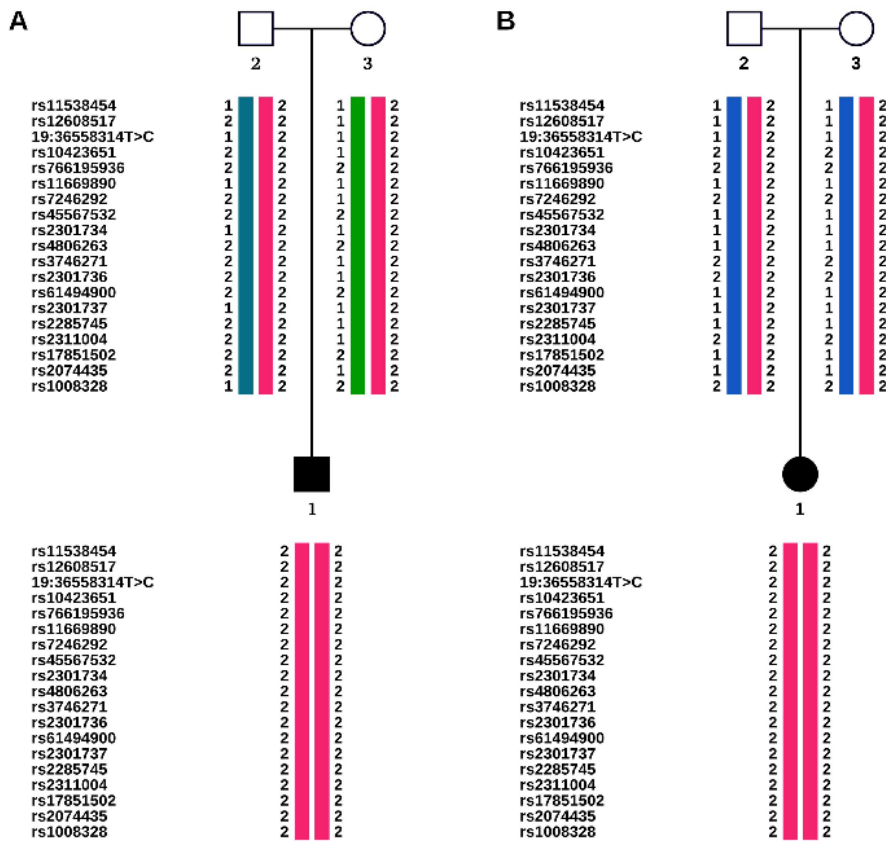 A B
2 3 2 3
rs11538454 1 2 1 2 rs11538454 1 2 1 2
rs12608517 2 2 1 2 rs12608517 1 2 1 2
19:36558314T>C 1 2 1 2 19:36558314T>C 1 2 1 2
rs10423651 2 2 1 2 rs10423651 2 2 2 2
rs766195936 2 2 2 2 rs766195936 2 2 2 2
rs11669890 1 2 1 2 rs11669890 1 2 1 2
rs7246292 2 2 1 2 rs7246292 2 2 2 2
rs45567532 2 2 2 2 rs45567532 1 2 1 2
rs2301734 1 2 1 2 rs2301734 1 2 1 2
rs4806263 2 2 2 2 rs4806263 1 2 1 2
rs3746271 2 2 1 2 rs3746271 2 2 2 2
rs2301736 2 2 1 2 rs2301736 2 2 2 2
rs61494900 2 2 2 2 rs61494900 1 2 1 2
rs2301737 1 2 1 2 rs2301737 1 2 1 2
rs2285745 2 2 1 2 rs2285745 1 2 1 2
rs2311004 2 2 1 2 rs2311004 2 2 2 2
rs17851502 2 2 2 2 rs17851502 1 2 1 2
rs2074435 2 2 1 2 rs2074435 1 2 1 2
rs1008328 1 2 2 2 rs1008328 2 2 2 2
1 1
rs11538454 2 2 rs11538454 2 2
rs12608517 2 2 rs12608517 2 2
19:36558314T>C 2 2 19:36558314T>C 2 2
rs10423651 2 2 rs10423651 2 2
rs766195936 2 2 rs766195936 2 2
rs11669890 2 2 rs11669890 2 2
rs7246292 2 2 rs7246292 2 2
rs45567532 2 2 rs45567532 2 2
rs2301734 2 2 rs2301734 2 2
rs4806263 2 2 rs4806263 2 2
rs3746271 2 2 rs3746271 2 2
rs2301736 2 2 rs2301736 2 2
rs61494900 2 2 rs61494900 2 2
rs2301737 2 2 rs2301737 2 2
rs2285745 2 2 rs2285745 2 2
rs2311004 2 2 rs2311004 2 2
rs17851502 2 2 rs17851502 2 2
rs2074435 2 2 rs2074435 2 2
rs1008328 2 2 rs1008328 2 2